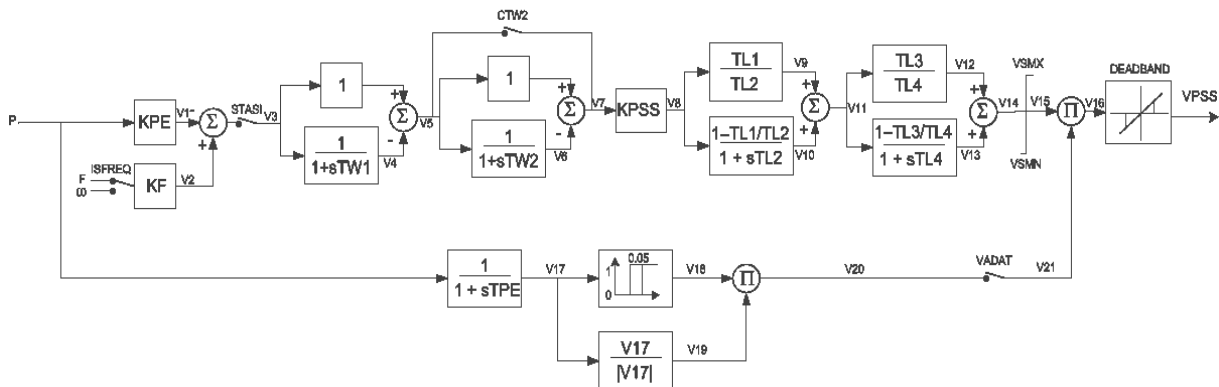 CTW2
VSMX
DEADBAND
P
KPE
V1
-
Σ
+
STASI
V3
1
+
Σ
-
V5
1
+
Σ
-
V7
KPSS
V8
TL1
TL2
V9
+
Σ
+
V11
TL3
TL4
V12
+
Σ
+
V14
V15
Π
V16
VPSS
ISFREQ
F
ω
KF
V2
1
1+sTW1
V4
1
1+sTW2
V6
1-TL1/TL2
1 + sTL2
V10
1-TL3/TL4
1 + sTL4
V13
VSMN
1
1 + sTPE
V17
1
0
0.05
V18
Π
V20
VADAT
V21
V17
|V17|
V19